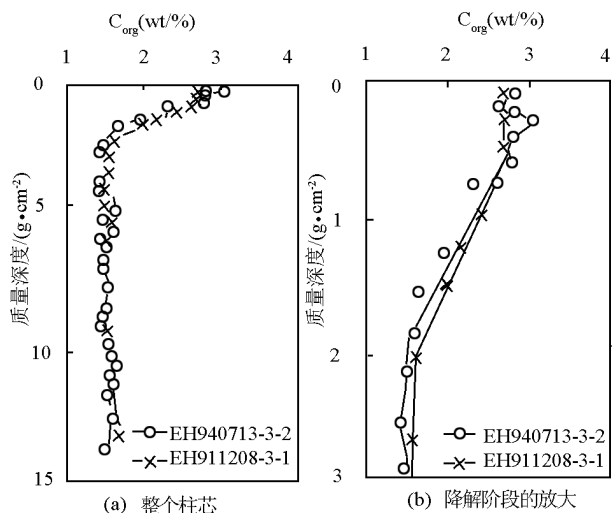 C_org(wt/%)
1 2 3 4
0
5
10
15
质量深度/(g•cm⁻²)
EH940713-3-2
EH911208-3-1
(a) 整个柱芯
C_org(wt/%)
1 2 3 4
0
1
2
3
质量深度/(g•cm⁻²)
EH940713-3-2
EH911208-3-1
(b) 降解阶段的放大